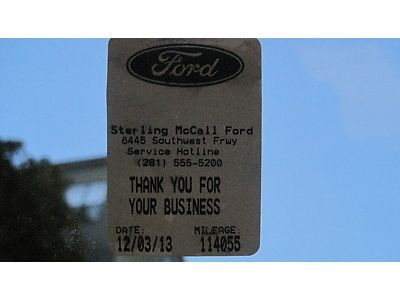 Ford
Sterling McCall Ford
6445 Southwest Frwy
Service Hotline
(281) 555-5200
THANK YOU FOR
YOUR BUSINESS
DATE: MILEAGE:
12/03/13 114055